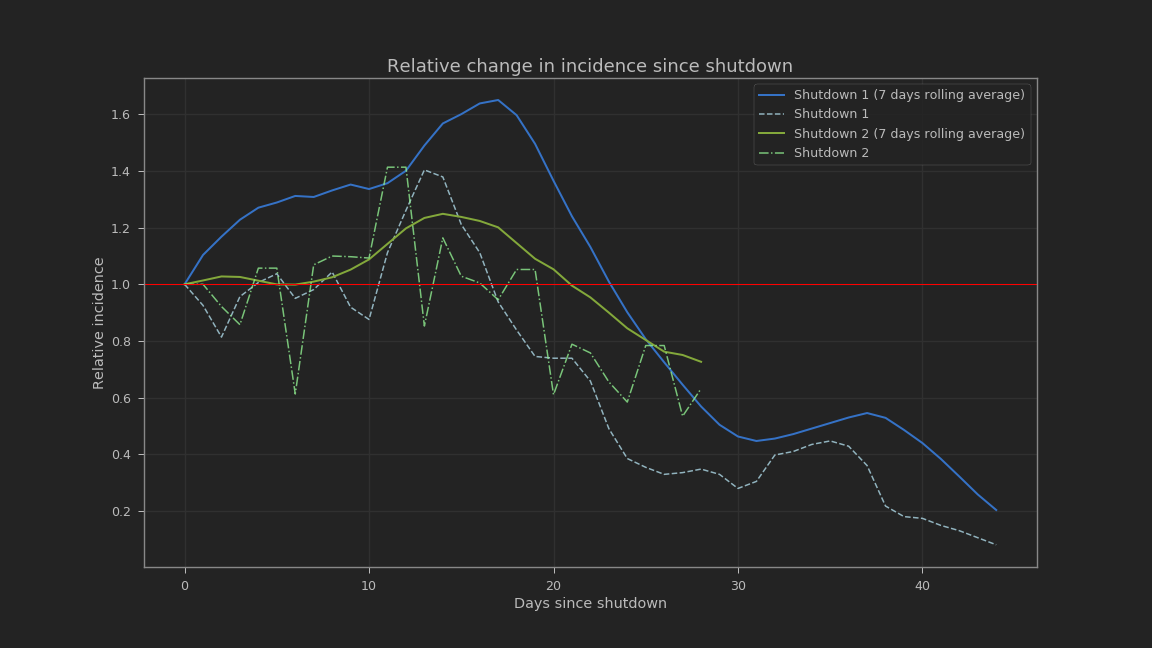 Relative change in incidence since shutdown
Shutdown 1 (7 days rolling average)
Shutdown 1
Shutdown 2 (7 days rolling average)
Shutdown 2
Relative incidence
1.6
1.4
1.2
1.0
0.8
0.6
0.4
0.2
0 10 20 30 40
Days since shutdown